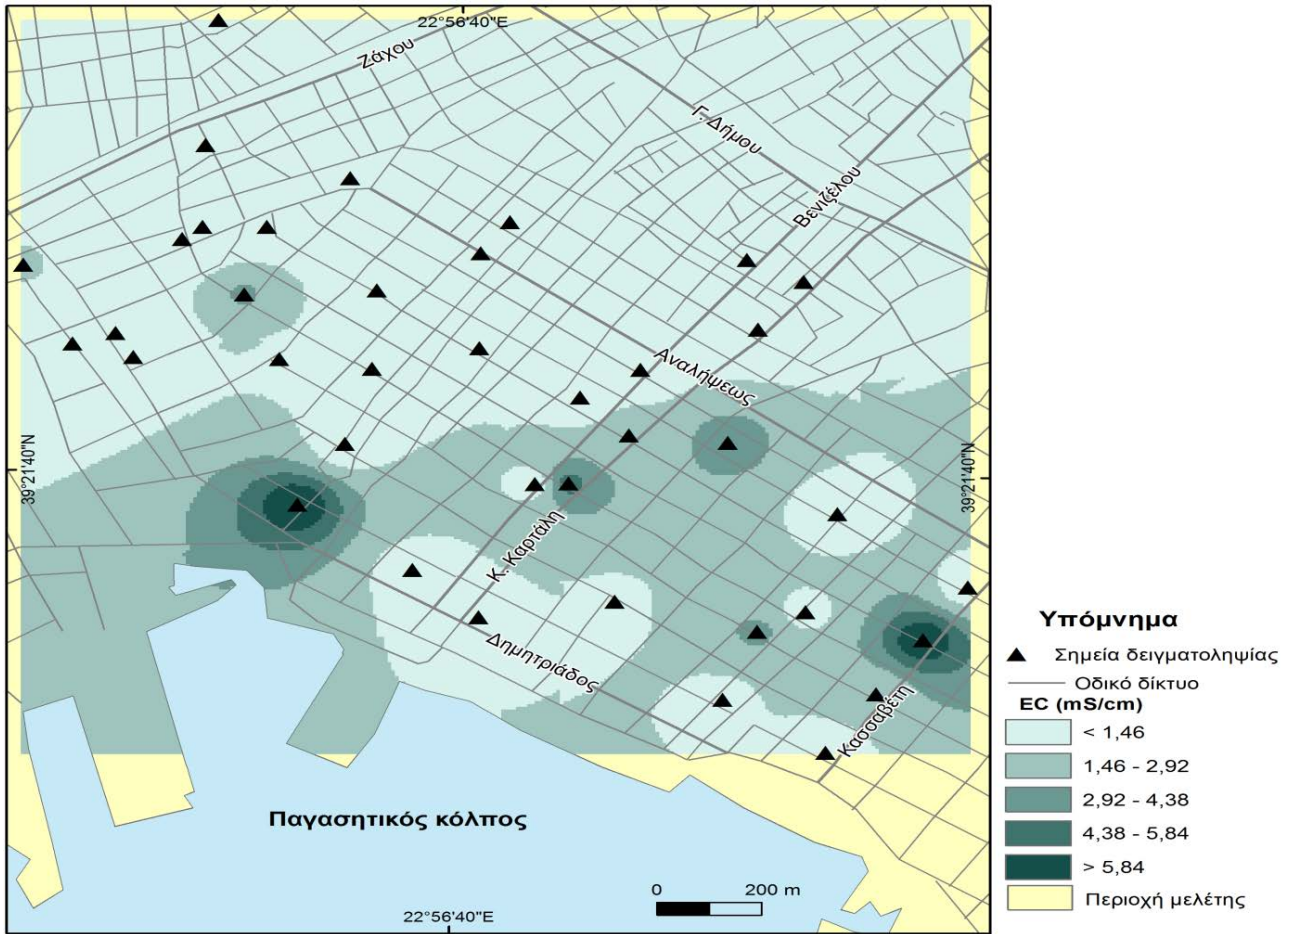 22°56'40"E
Ζάχου
Γ. Δήμου
Βενιζέλου
Αναλήψεως
39°21'40"N
39°21'40"N
Κ. Καρτάλη
Δημητριάδος
Κασσαβέτη
Παγασητικός κόλπος
0 200 m
22°56'40"E
Υπόμνημα
Σημεία δειγματοληψίας
Οδικό δίκτυο
EC (mS/cm)
< 1,46
1,46 - 2,92
2,92 - 4,38
4,38 - 5,84
> 5,84
Περιοχή μελέτης